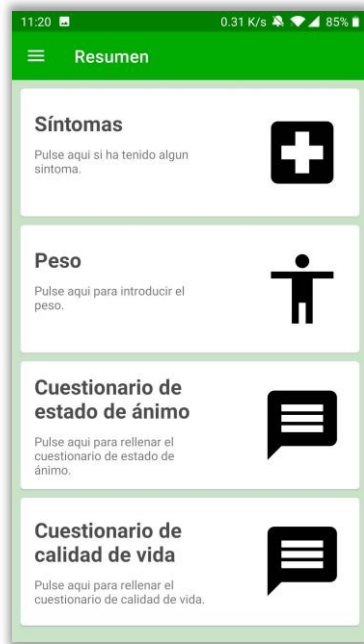 11:20 0.31 K/s 85%
Resumen
Síntomas
Pulse aqui si ha tenido algun
sintoma.
Peso
Pulse aqui para introducir el
peso.
Cuestionario de
estado de ánimo
Pulse aqui para rellenar el
cuestionario de estado de
ánimo.
Cuestionario de
calidad de vida
Pulse aqui para rellenar el
cuestionario de calidad de vida.